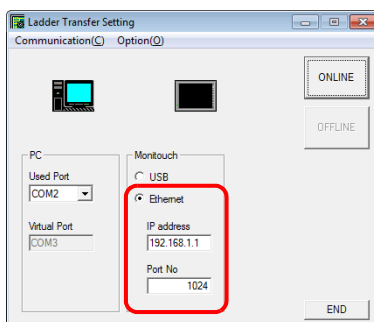 Ladder Transfer Setting
Communication(C) Option(O)
ONLINE
OFFLINE
PC
Used Port
COM2
Virtual Port
COM3
Monitouch
USB
Ethernet
IP address
192.168.1.1
Port No
1024
END